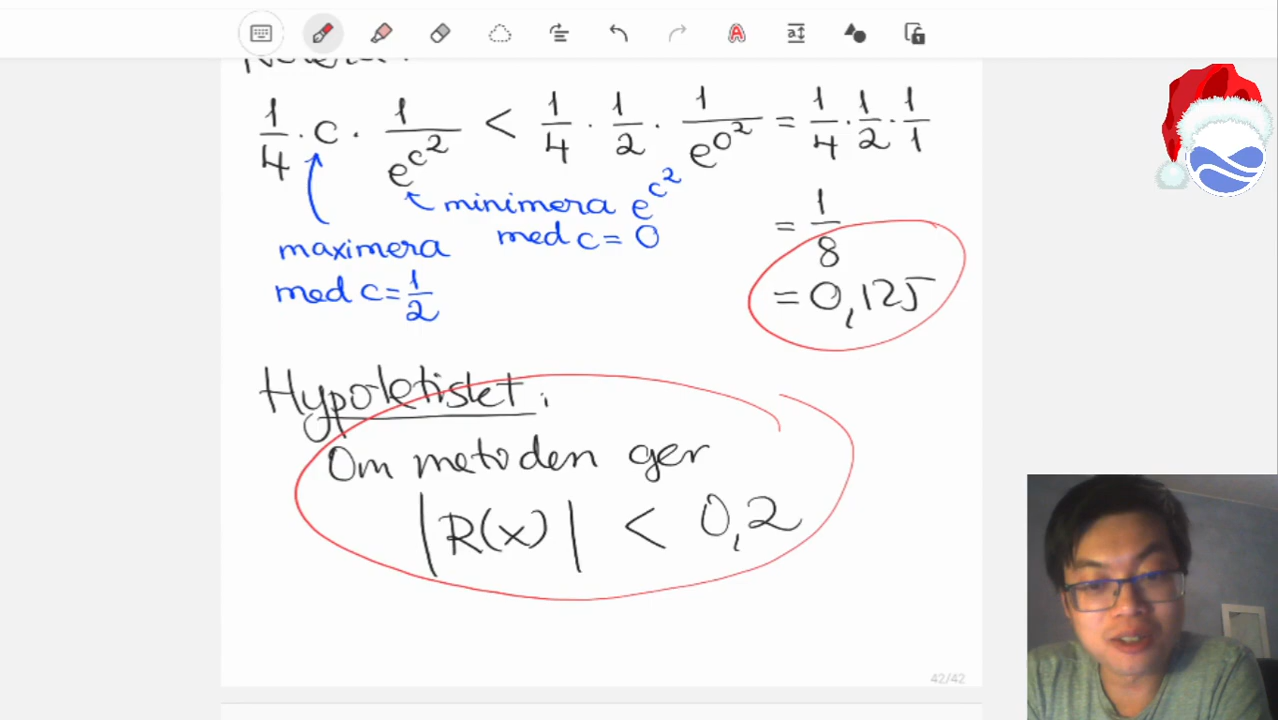 1/4 · c · 1/e^{c²} < 1/4 · 1/2 · 1/e^{0²} = 1/4 · 1/2 · 1/1
minimera e^{c²}
med c = 0
maximera
med c = 1/2
= 1/8
= 0,125
Hypotetiskt:
Om metoden ger
|R(x)| < 0,2
42/42